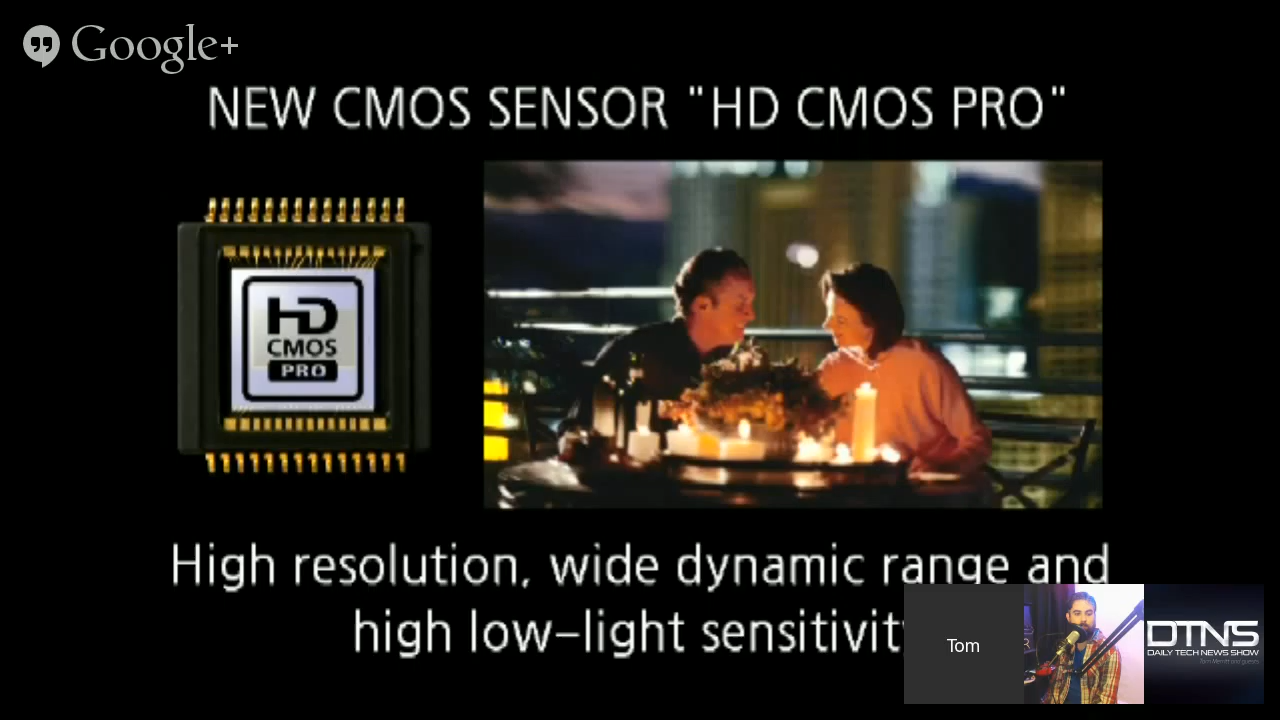 Google+
NEW CMOS SENSOR "HD CMOS PRO"
HD
CMOS
PRO
High resolution, wide dynamic range and
high low-light sensitivity
Tom
DTNS
DAILY TECH NEWS SHOW